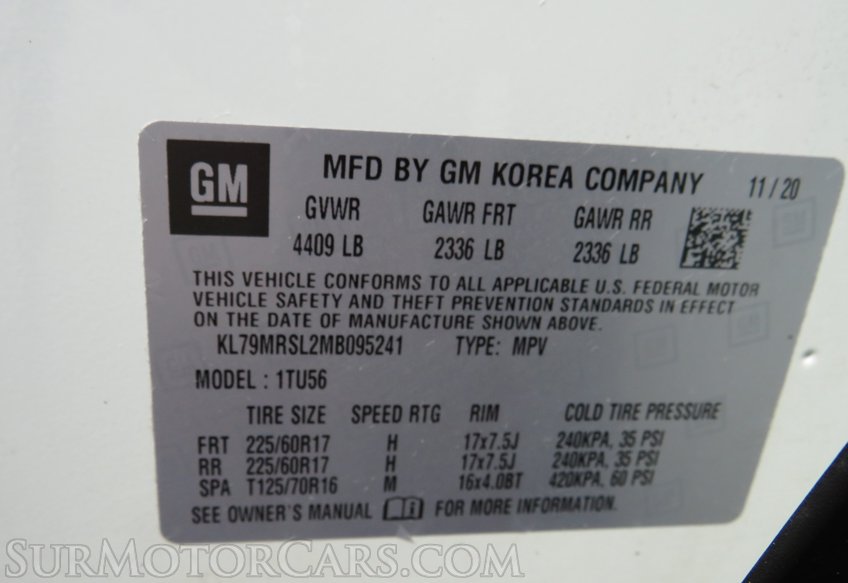 GM
MFD BY GM KOREA COMPANY 11/20
GVWR GAWR FRT GAWR RR
4409 LB 2336 LB 2336 LB
THIS VEHICLE CONFORMS TO ALL APPLICABLE U.S. FEDERAL MOTOR
VEHICLE SAFETY AND THEFT PREVENTION STANDARDS IN EFFECT
ON THE DATE OF MANUFACTURE SHOWN ABOVE.
KL79MRSL2MB095241 TYPE: MPV
MODEL : 1TU56
TIRE SIZE SPEED RTG RIM COLD TIRE PRESSURE
FRT 225/60R17 H 17x7.5J 240KPA, 35 PSI
RR 225/60R17 H 17x7.5J 240KPA, 35 PSI
SPA T125/70R16 M 16x4.0BT 420KPA, 60 PSI
SEE OWNER'S MANUAL FOR MORE INFORMATION.
SurMotorCars.com